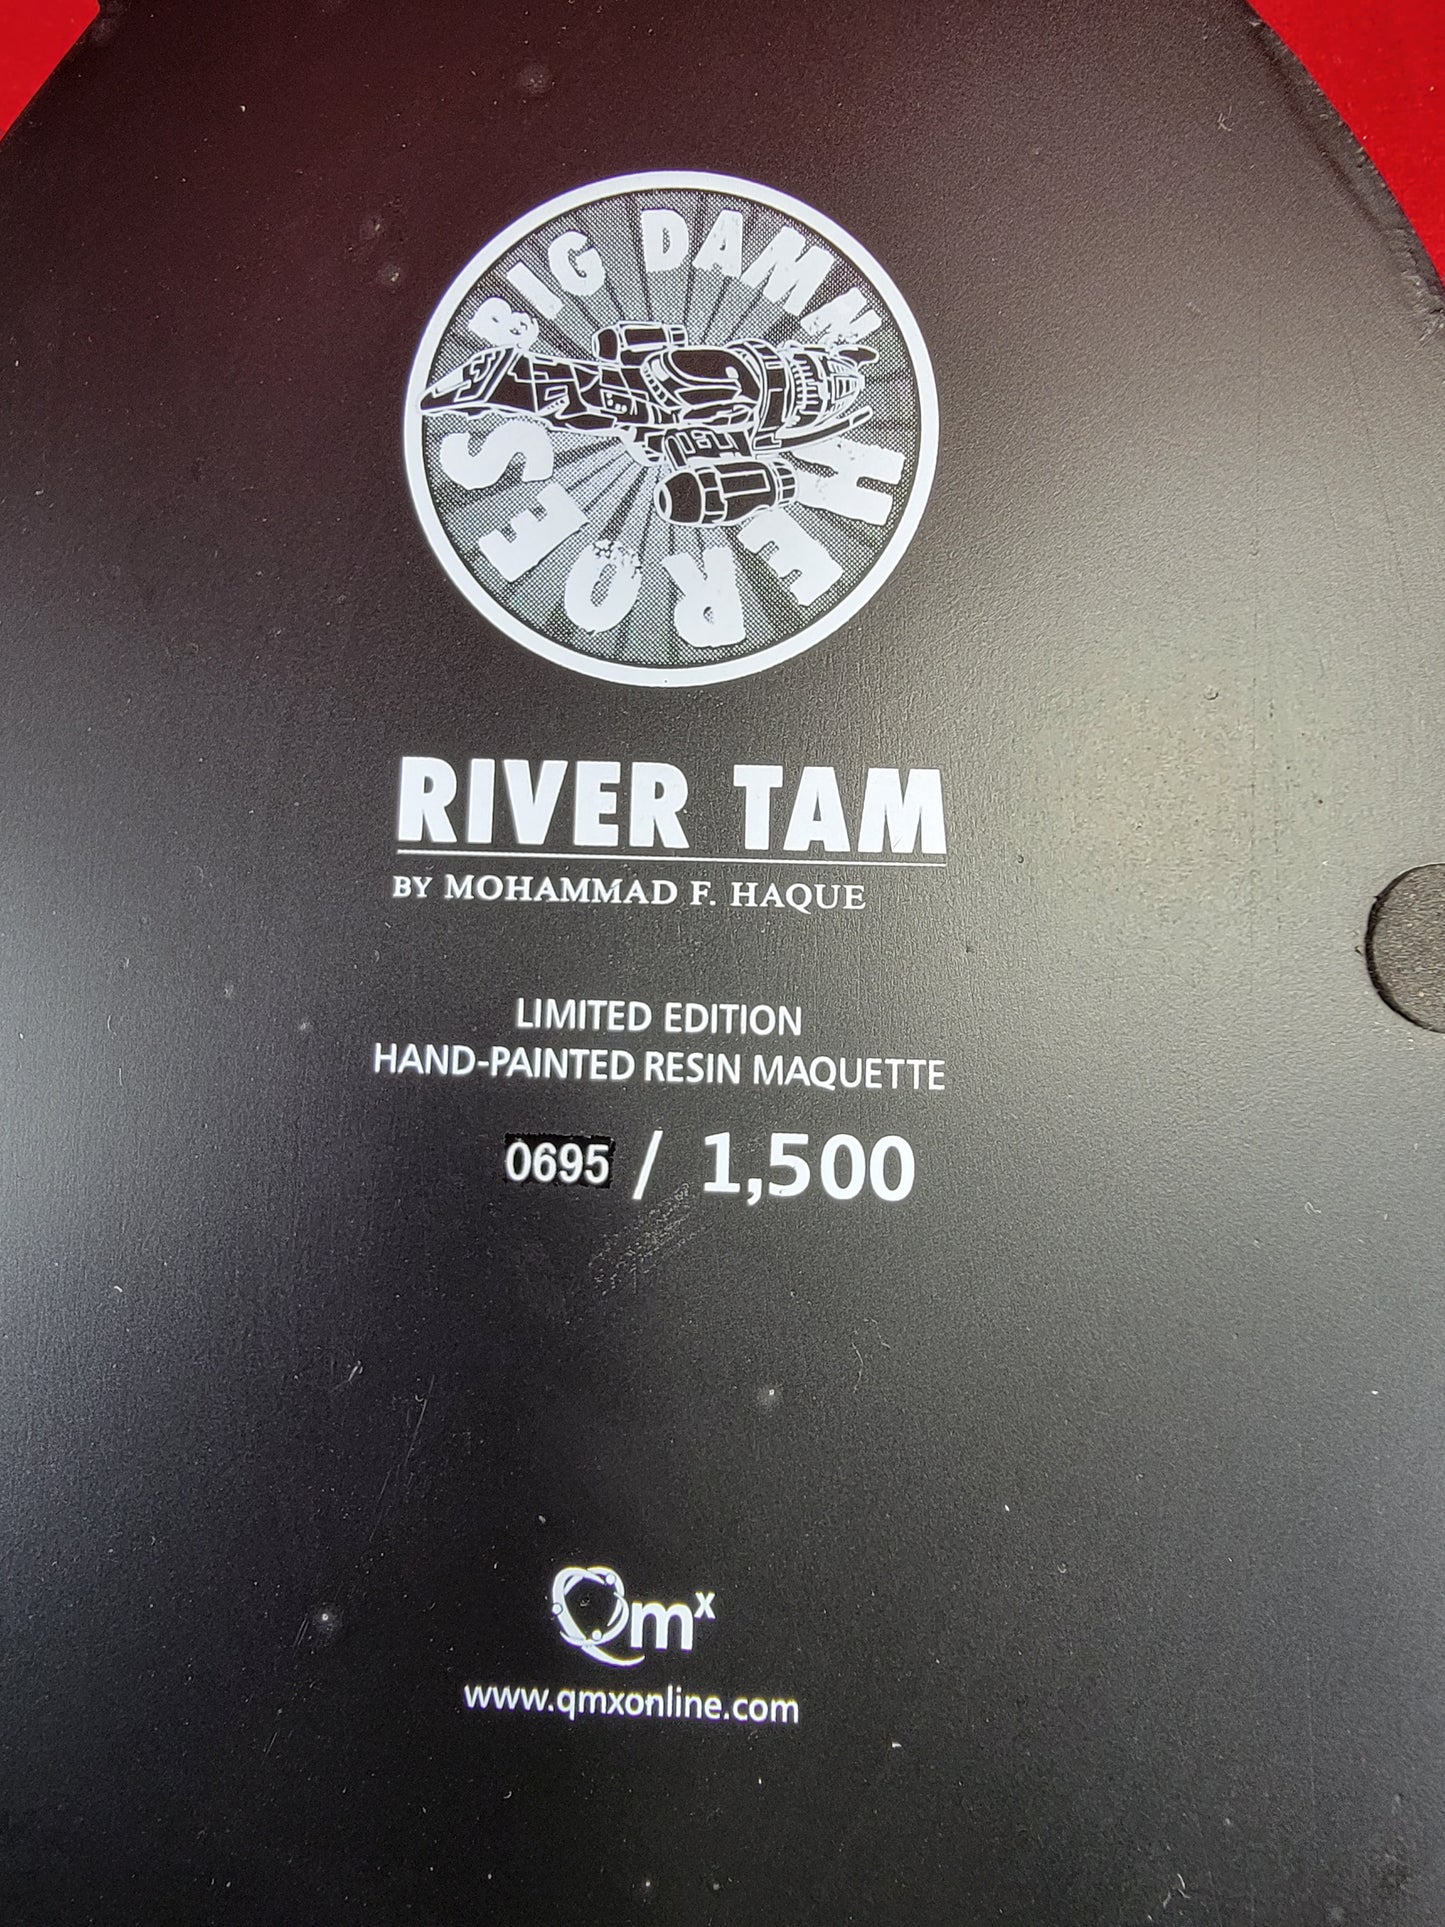 BIG DAMN
HEROES
RIVER TAM
BY MOHAMMAD F. HAQUE
LIMITED EDITION
HAND-PAINTED RESIN MAQUETTE
0695 / 1,500
Qmx
www.qmxonline.com